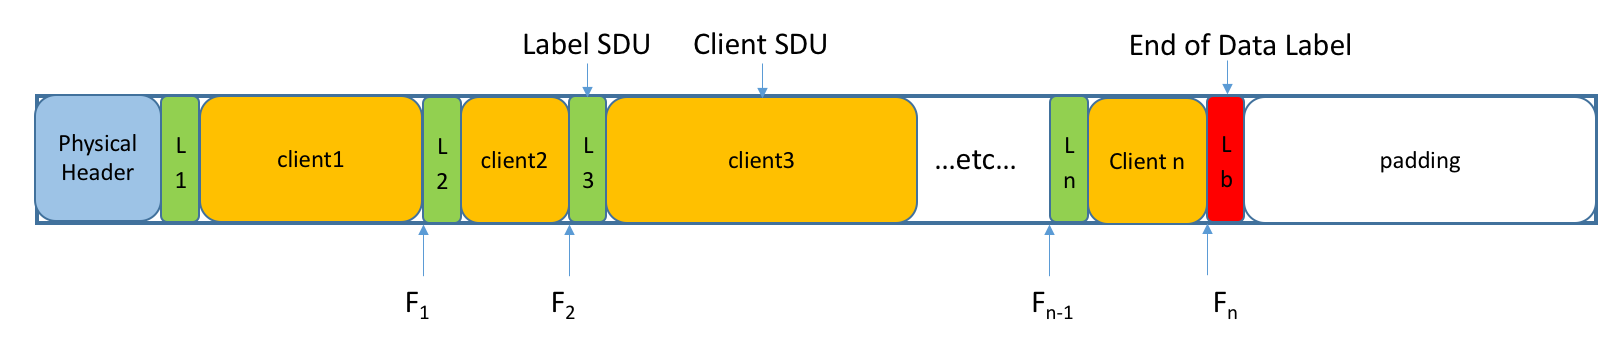 Label SDU
Client SDU
End of Data Label
Physical
Header
L
1
client1
L
2
client2
L
3
client3
...etc...
L
n
Client n
L
b
padding
F1
F2
Fn-1
Fn